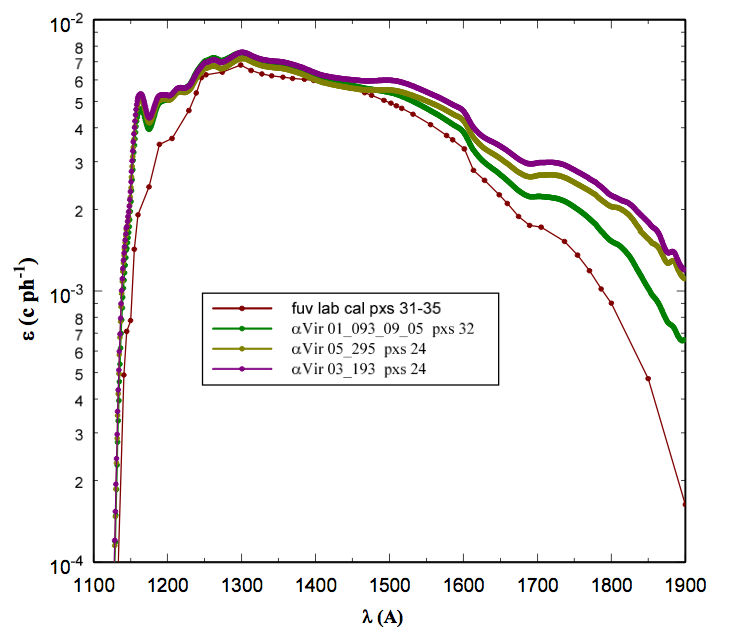 10-2
8
7
6
5
4
3
2
10-3
8
7
6
5
4
3
2
10-4
ε (c ph-1)
fuv lab cal pxs 31-35
αVir 01_093_09_05 pxs 32
αVir 05_295 pxs 24
αVir 03_193 pxs 24
1100 1200 1300 1400 1500 1600 1700 1800 1900
λ (A)